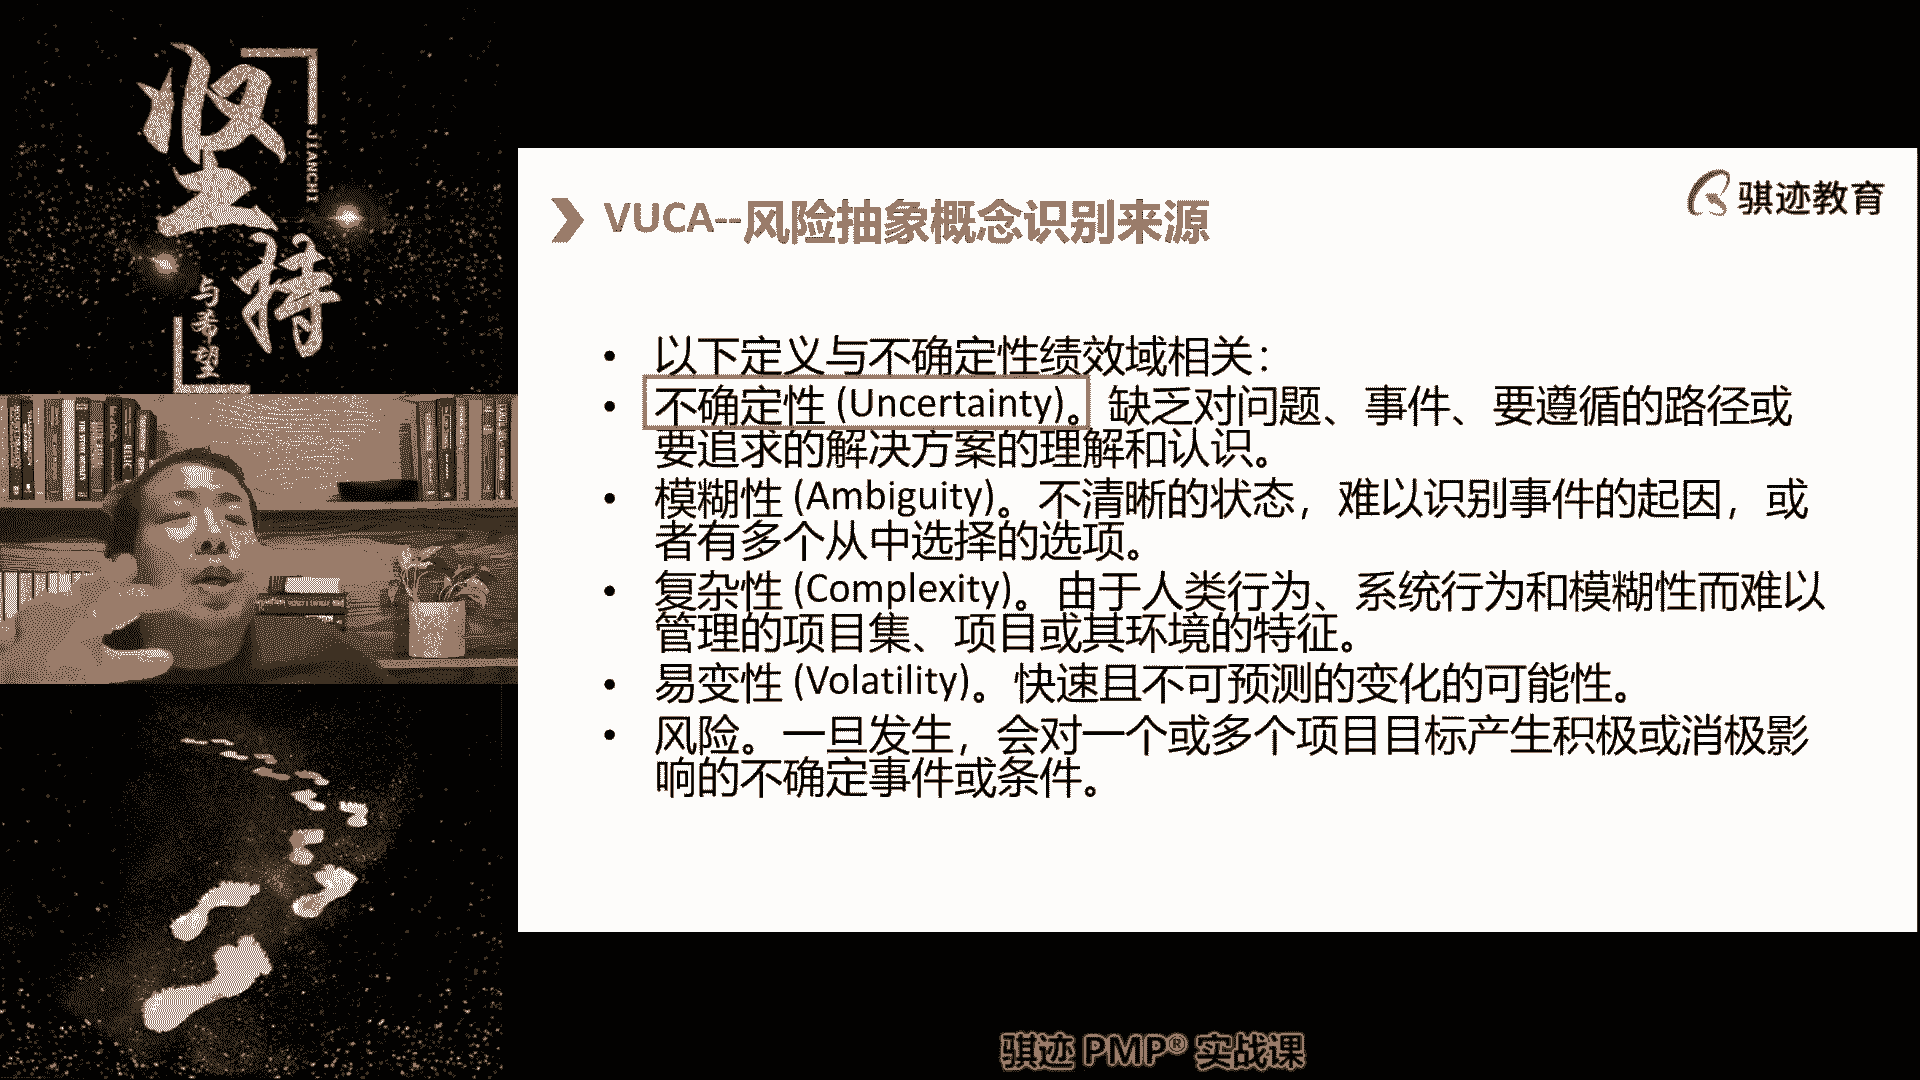 坚持
JIANCHI
与希望
VUCA--风险抽象概念识别来源
骐迹教育
• 以下定义与不确定性绩效域相关：
• 不确定性 (Uncertainty)。缺乏对问题、事件、要遵循的路径或
要追求的解决方案的理解和认识。
• 模糊性 (Ambiguity)。不清晰的状态，难以识别事件的起因，或
者有多个从中选择的选项。
• 复杂性 (Complexity)。由于人类行为、系统行为和模糊性而难以
管理的项目集、项目或其环境的特征。
• 易变性 (Volatility)。快速且不可预测的变化的可能性。
• 风险。一旦发生，会对一个或多个项目目标产生积极或消极影
响的不确定事件或条件。
骐迹 PMP® 实战课